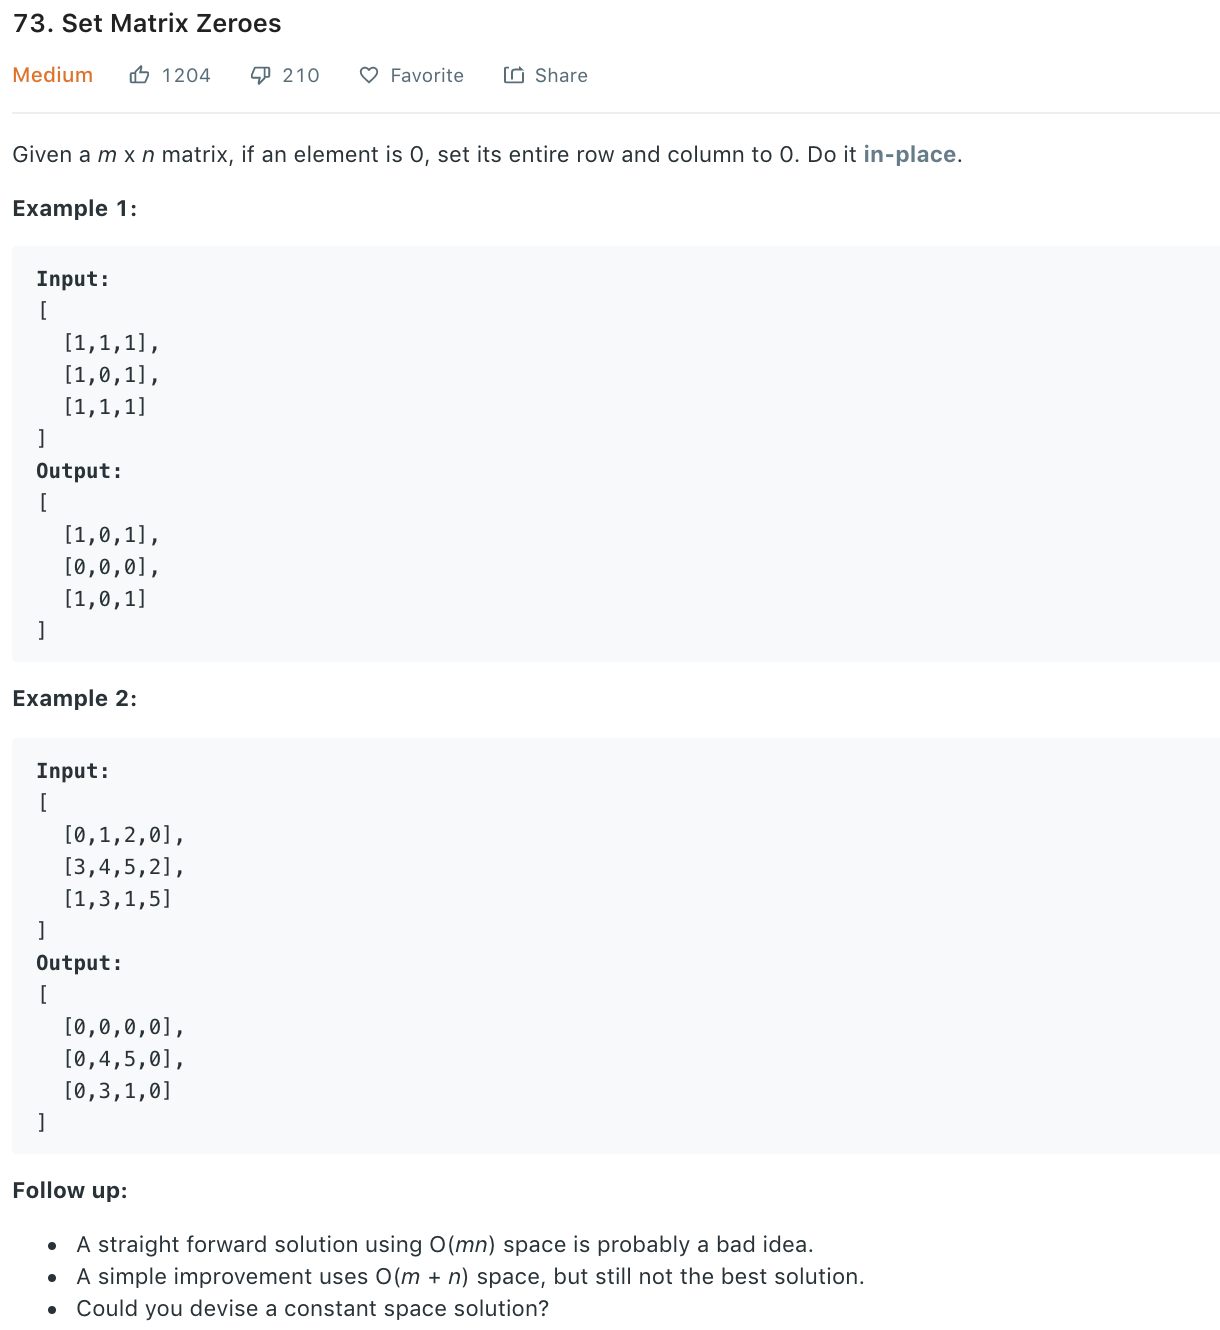 73. Set Matrix Zeroes
Medium 1204 210 Favorite Share
Given a m x n matrix, if an element is 0, set its entire row and column to 0. Do it in-place.
Example 1:
Input:
[
  [1,1,1],
  [1,0,1],
  [1,1,1]
]
Output:
[
  [1,0,1],
  [0,0,0],
  [1,0,1]
]
Example 2:
Input:
[
  [0,1,2,0],
  [3,4,5,2],
  [1,3,1,5]
]
Output:
[
  [0,0,0,0],
  [0,4,5,0],
  [0,3,1,0]
]
Follow up:
• A straight forward solution using O(mn) space is probably a bad idea.
• A simple improvement uses O(m + n) space, but still not the best solution.
• Could you devise a constant space solution?